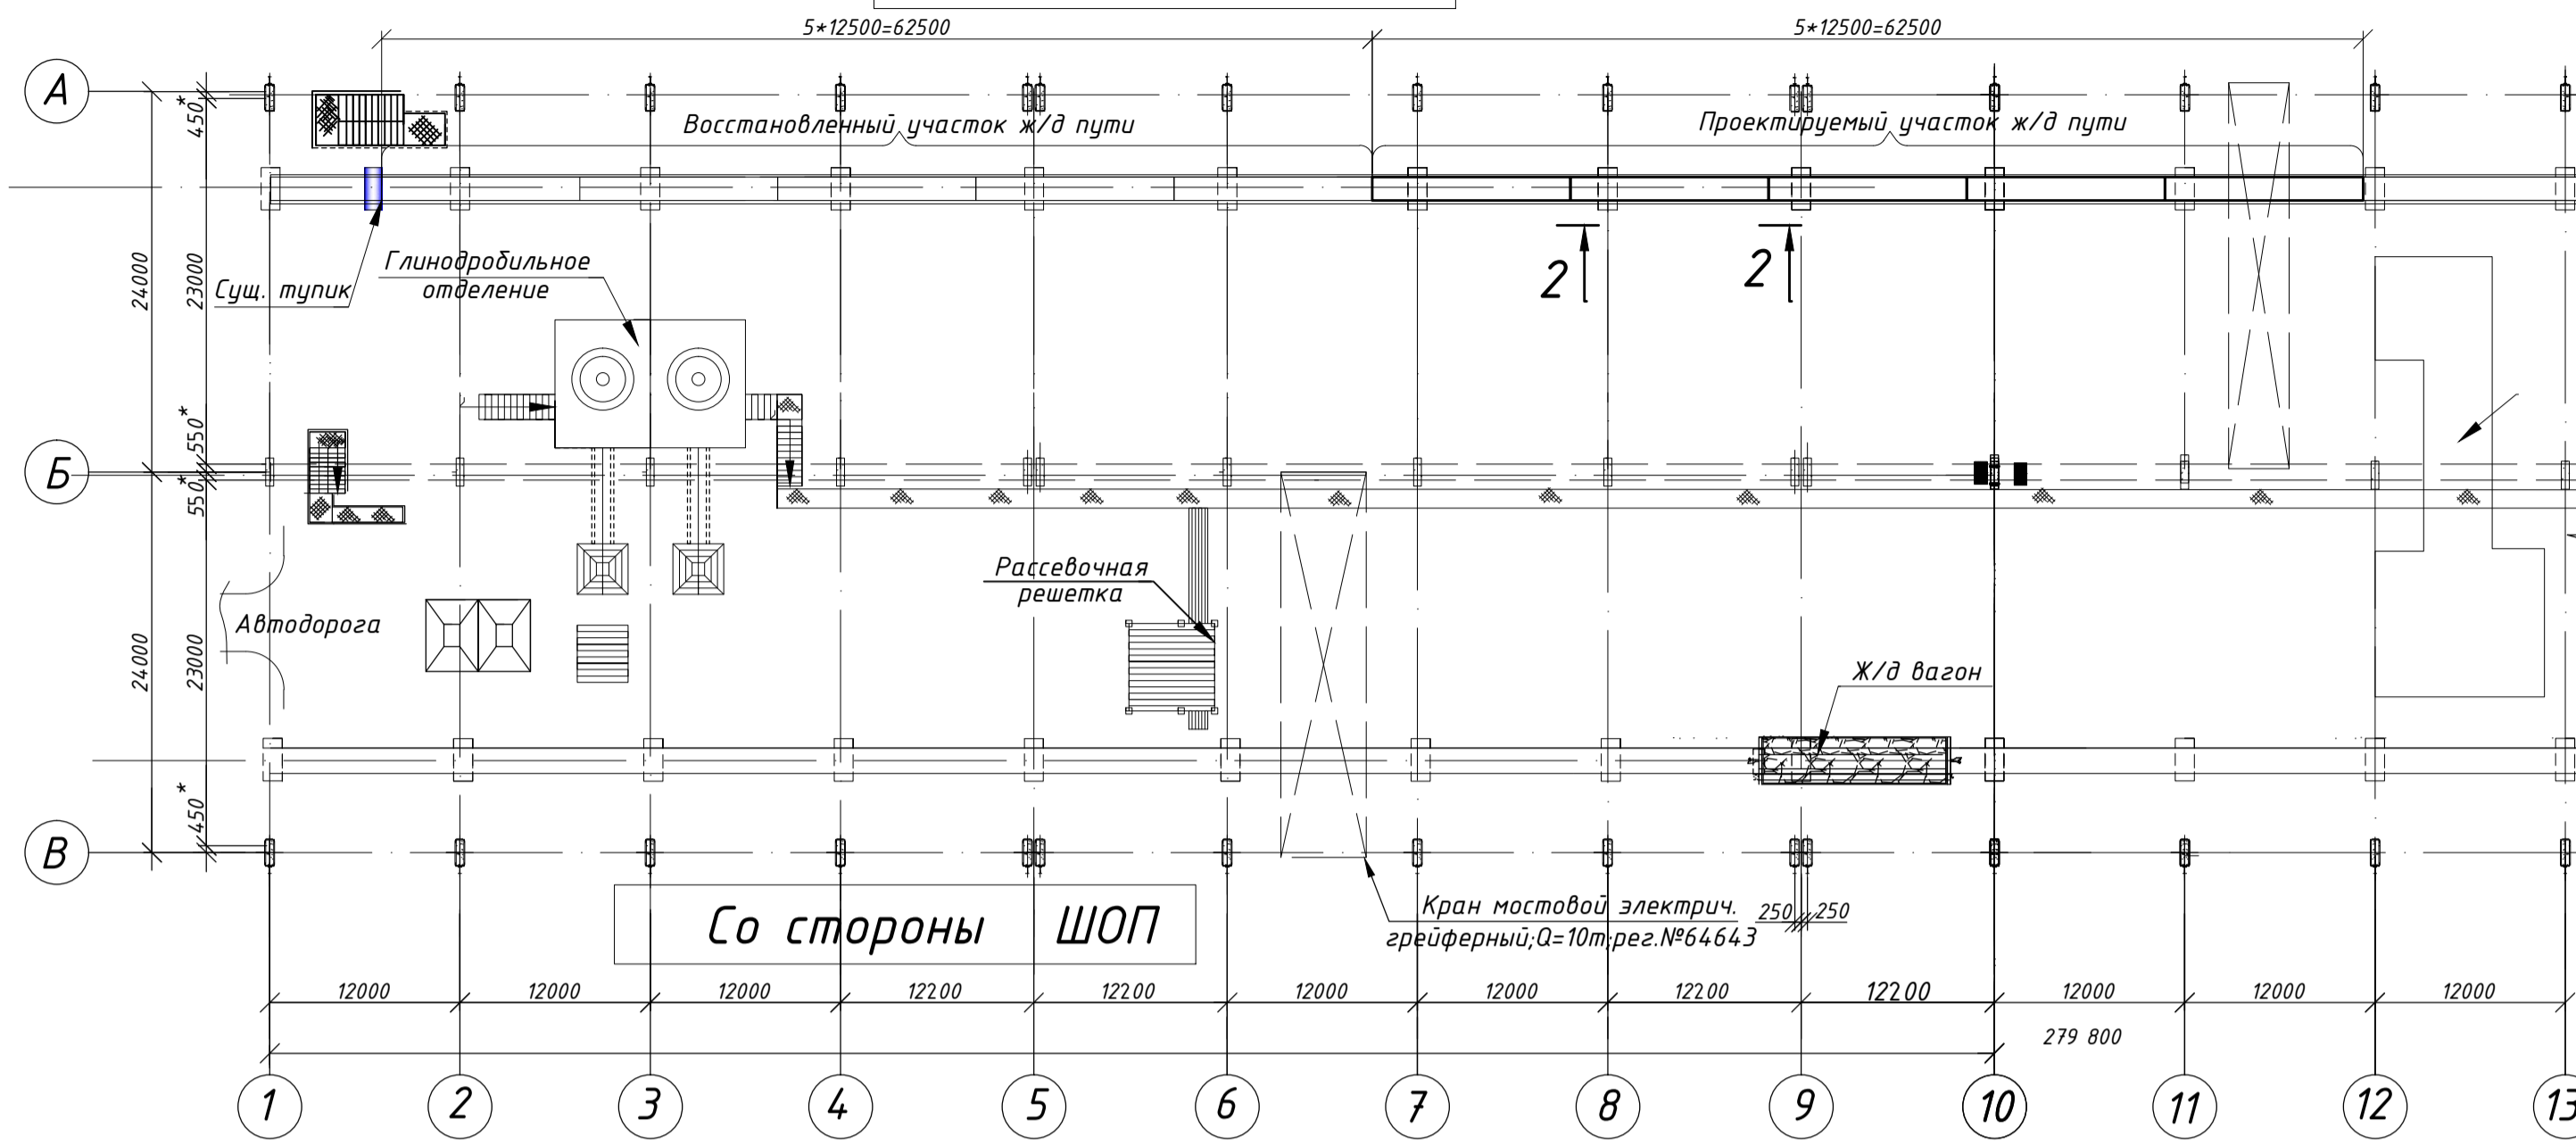 5*12500=62500
5*12500=62500
А
450*
Восстановленный участок ж/д пути
Проектируемый участок ж/д пути
24000
23000
Сущ. тупик
Глинодробильное
отделение
2
2
550*
Б
550*
Рассевочная
решетка
Автодорога
24000
23000
Ж/д вагон
450*
В
Со стороны ШОП
Кран мостовой электрич.
грейферный;Q=10т;рег.№64643
250
250
12000
12000
12000
12200
12200
12000
12000
12200
12200
12000
12000
12000
279 800
1
2
3
4
5
6
7
8
9
10
11
12
13